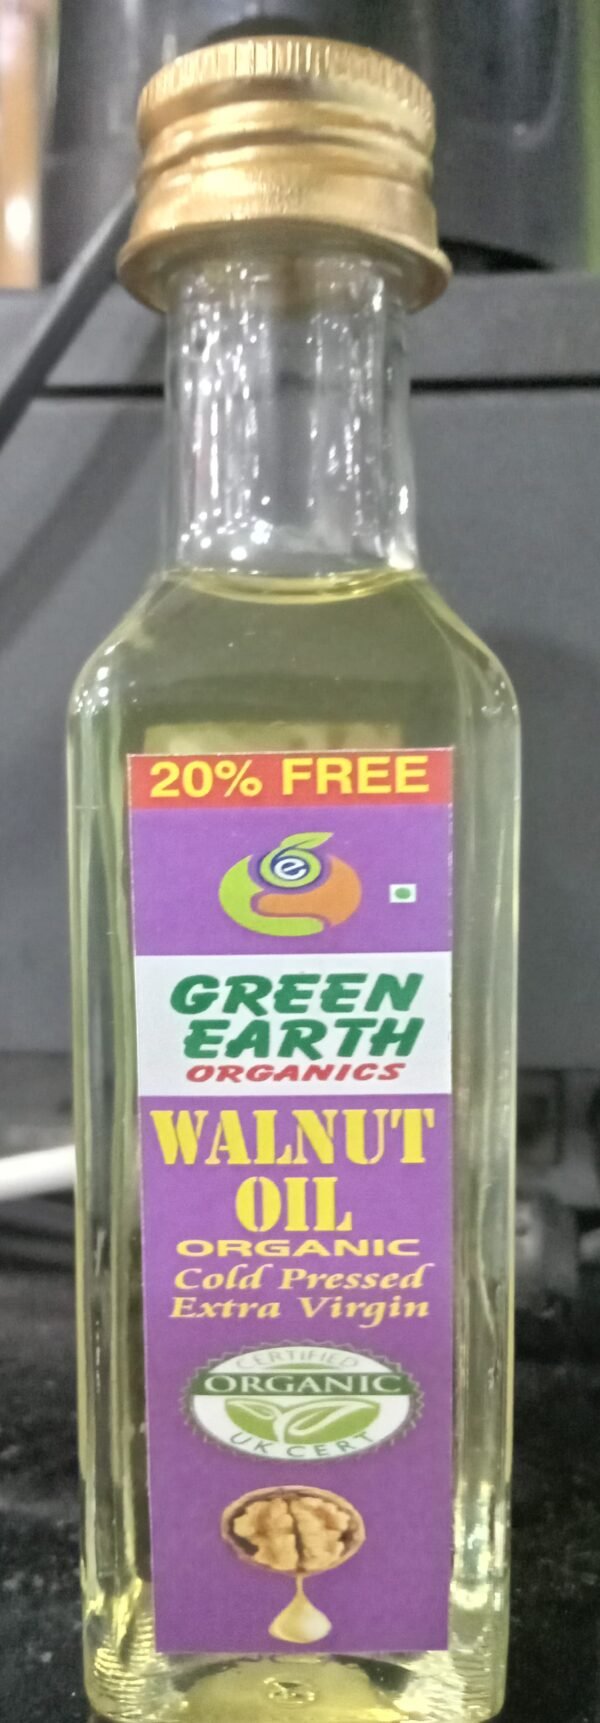 20% FREE
e
GREEN
EARTH
ORGANICS
WALNUT
OIL
ORGANIC
Cold Pressed
Extra Virgin
CERTIFIED
ORGANIC
UK CERT